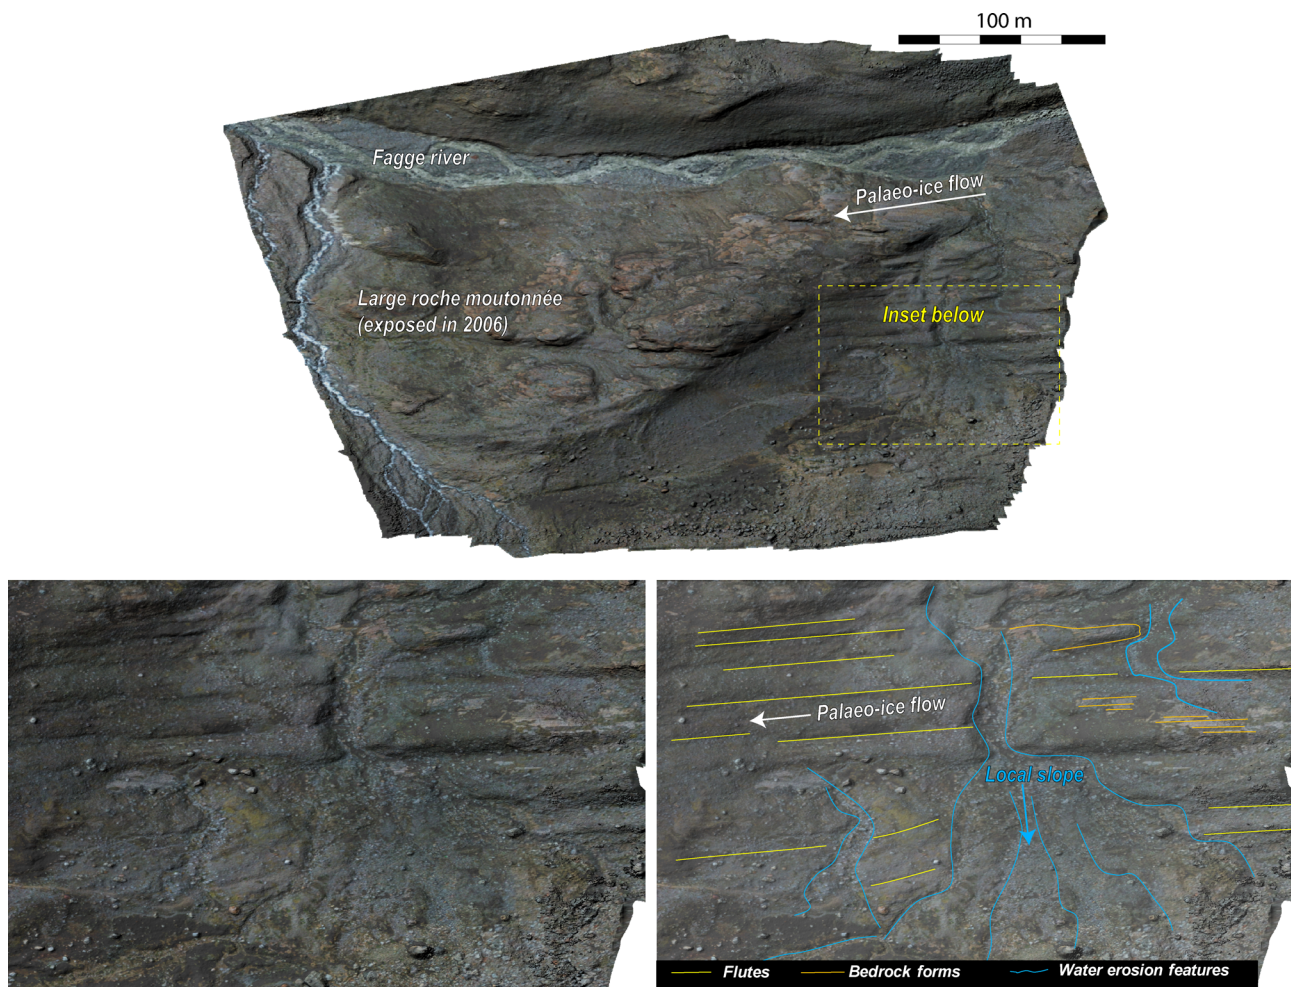 100 m
Fagge river
Palaeo-ice flow
Large roche moutonnée
(exposed in 2006)
Inset below
Palaeo-ice flow
Local slope
Flutes
Bedrock forms
Water erosion features